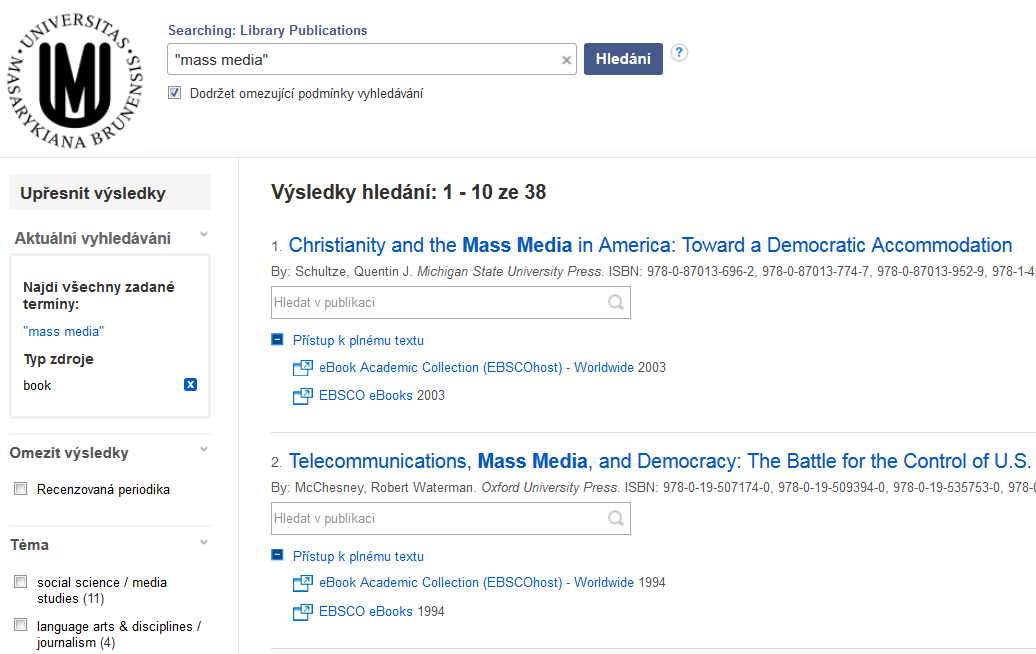 UNIVERSITAS MASARYKIANA BRUNENSIS
MU
Searching: Library Publications
"mass media"
×
Hledání
?
Dodržet omezující podmínky vyhledávání
Upřesnit výsledky
Aktuální vyhledávání
Najdi všechny zadané
termíny:
"mass media"
Typ zdroje
book
x
Omezit výsledky
Recenzovaná periodika
Téma
social science / media
studies (11)
language arts & disciplines /
journalism (4)
Výsledky hledání: 1 - 10 ze 38
1. Christianity and the Mass Media in America: Toward a Democratic Accommodation
By: Schultze, Quentin J. Michigan State University Press. ISBN: 978-0-87013-696-2, 978-0-87013-774-7, 978-0-87013-952-9, 978-1-4
Hledat v publikaci
Přístup k plnému textu
eBook Academic Collection (EBSCOhost) - Worldwide 2003
EBSCO eBooks 2003
2. Telecommunications, Mass Media, and Democracy: The Battle for the Control of U.S.
By: McChesney, Robert Waterman. Oxford University Press. ISBN: 978-0-19-507174-0, 978-0-19-509394-0, 978-0-19-535753-0, 978-0
Hledat v publikaci
Přístup k plnému textu
eBook Academic Collection (EBSCOhost) - Worldwide 1994
EBSCO eBooks 1994